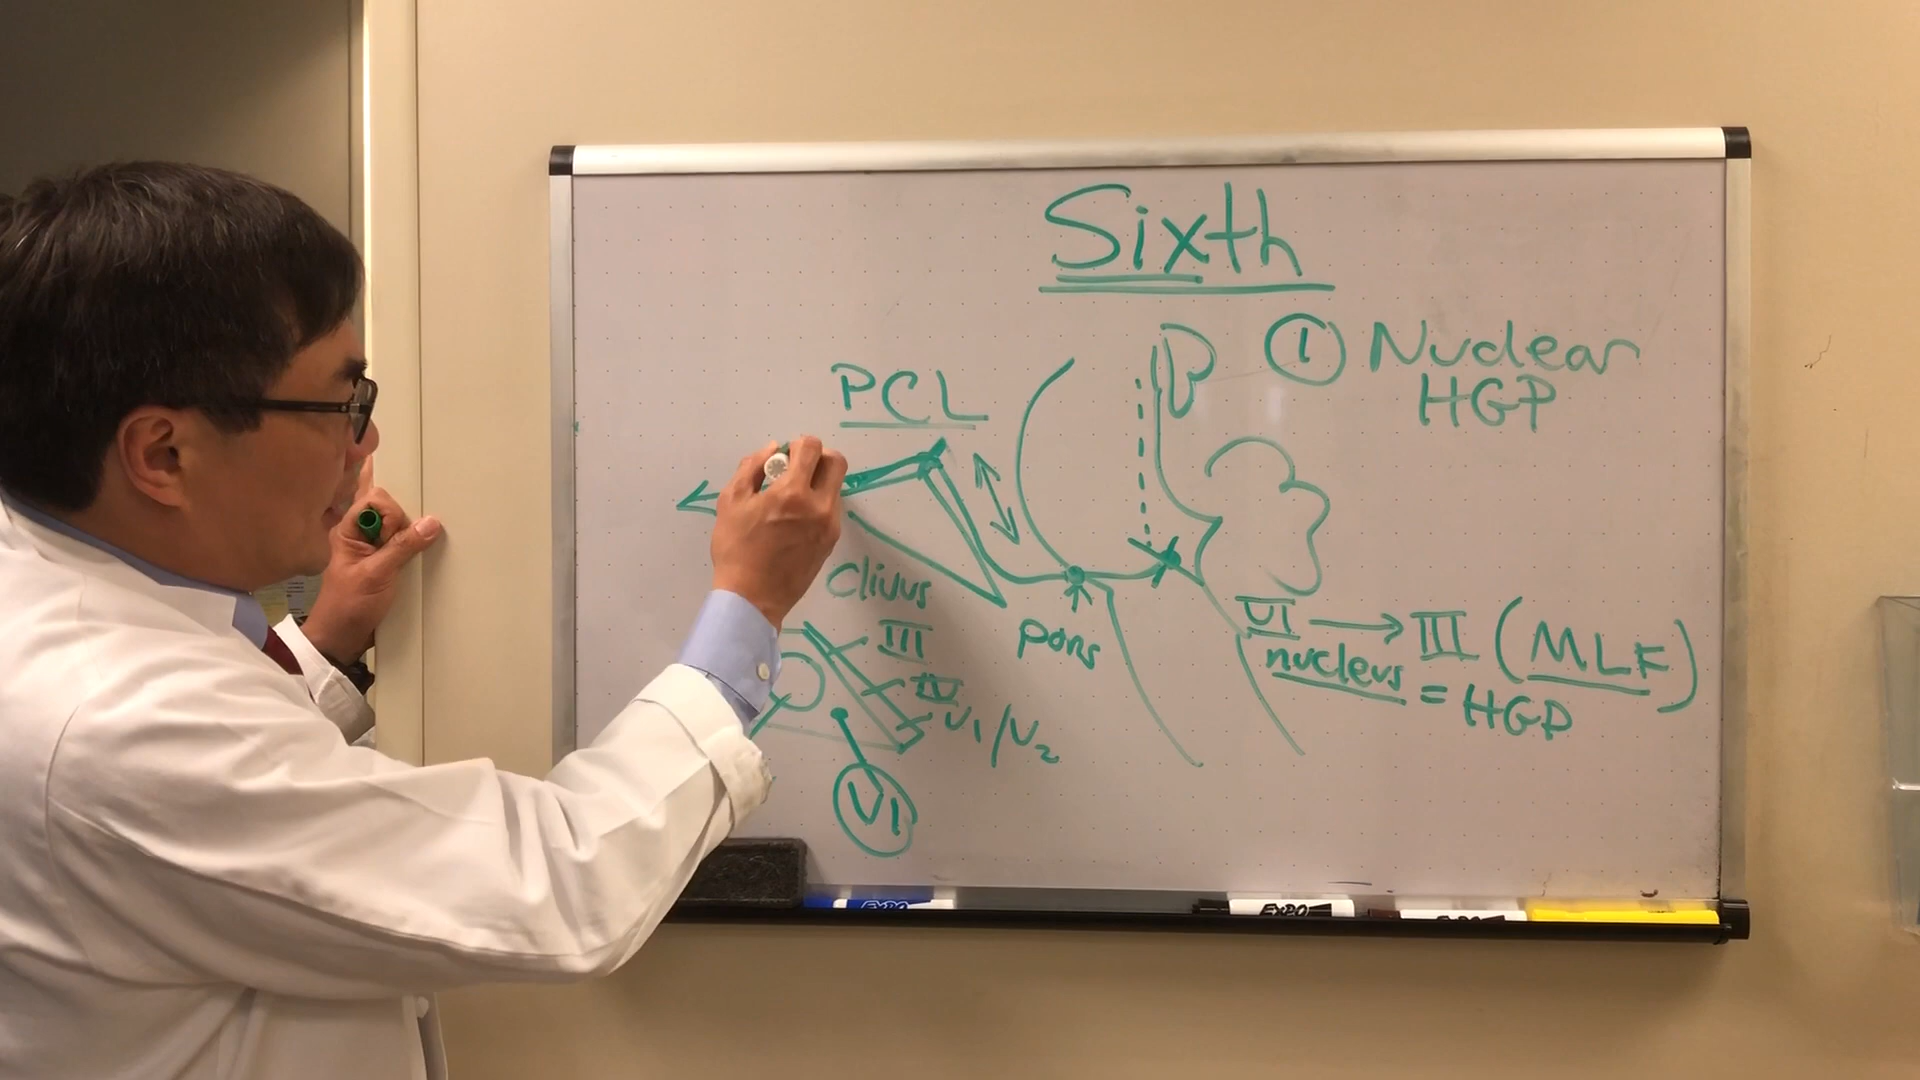 Sixth
① Nuclear
HGP
PCL
Clivus
pons
III
IV
V1/V2
VI
VI → III (MLF)
nucleus = HGP
EXPO
EXPO
EXPO